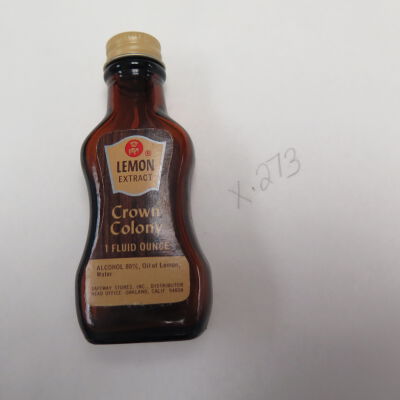 LEMON ®
EXTRACT
Crown
Colony
1 FLUID OUNCE
ALCOHOL 80%, Oil of Lemon,
Water
SAFEWAY STORES, INC., DISTRIBUTOR
HEAD OFFICE: OAKLAND, CALIF. 94604
X.273